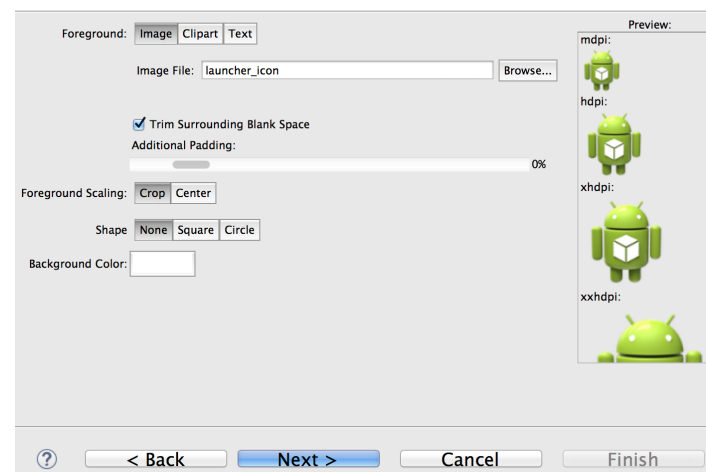 Foreground: Image Clipart Text
Image File: launcher_icon Browse...
Trim Surrounding Blank Space
Additional Padding:
0%
Foreground Scaling: Crop Center
Shape None Square Circle
Background Color:
Preview:
mdpi:
hdpi:
xhdpi:
xxhdpi:
? < Back Next > Cancel Finish